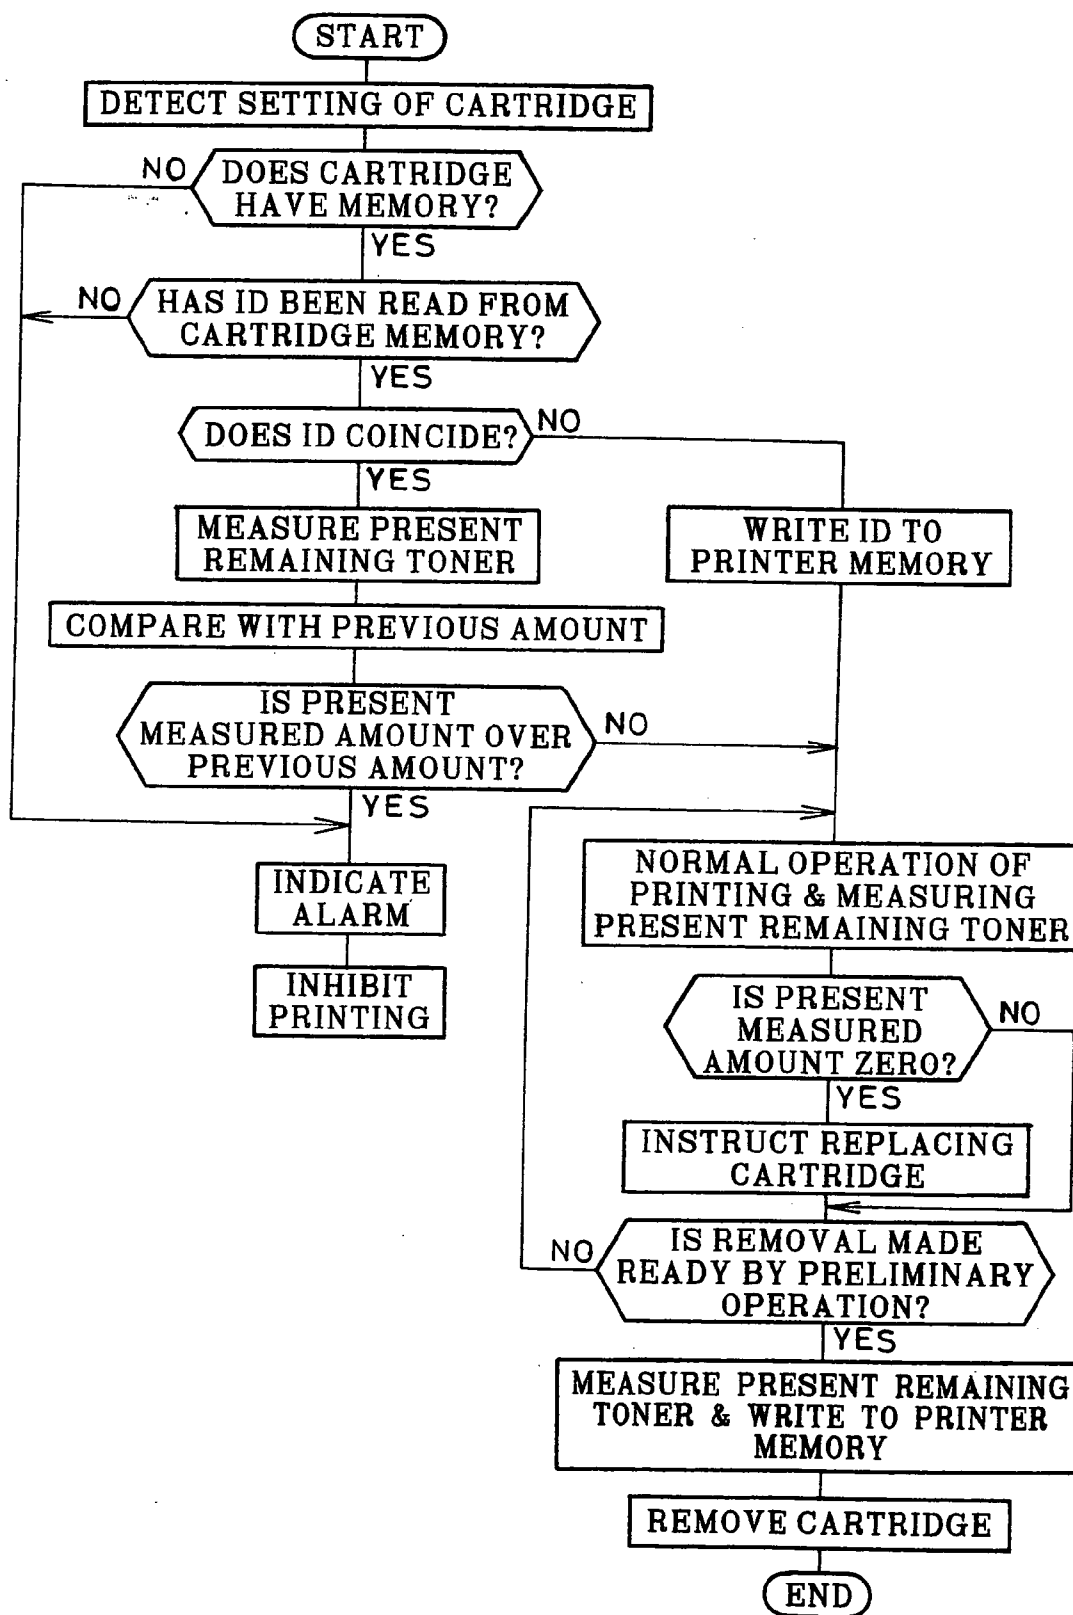 START
DETECT SETTING OF CARTRIDGE
NO
DOES CARTRIDGE
HAVE MEMORY?
YES
NO
HAS ID BEEN READ FROM
CARTRIDGE MEMORY?
YES
DOES ID COINCIDE?
NO
YES
MEASURE PRESENT
REMAINING TONER
WRITE ID TO
PRINTER MEMORY
COMPARE WITH PREVIOUS AMOUNT
IS PRESENT
MEASURED AMOUNT OVER
PREVIOUS AMOUNT?
NO
YES
INDICATE
ALARM
INHIBIT
PRINTING
NORMAL OPERATION OF
PRINTING & MEASURING
PRESENT REMAINING TONER
IS PRESENT
MEASURED
AMOUNT ZERO?
NO
YES
INSTRUCT REPLACING
CARTRIDGE
NO
IS REMOVAL MADE
READY BY PRELIMINARY
OPERATION?
YES
MEASURE PRESENT REMAINING
TONER & WRITE TO PRINTER
MEMORY
REMOVE CARTRIDGE
END